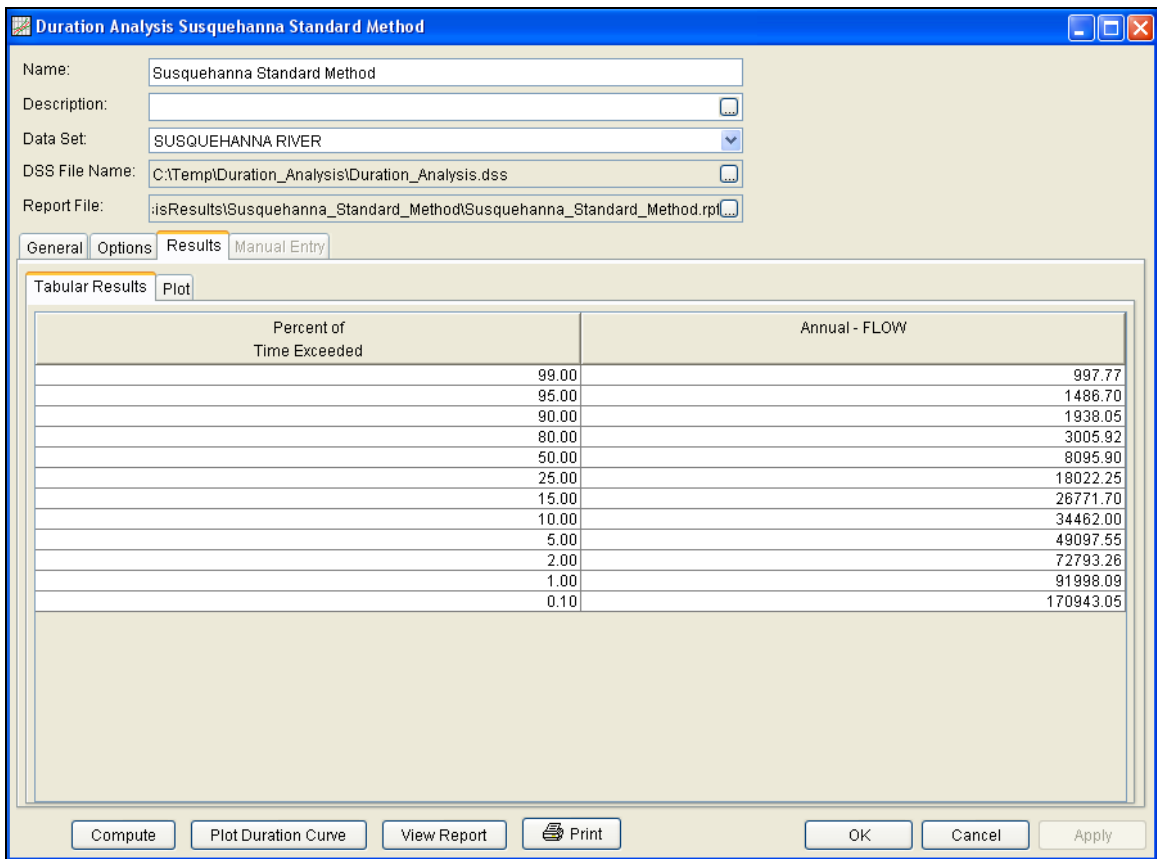 Duration Analysis Susquehanna Standard Method
Name: Susquehanna Standard Method
Description: ...
Data Set: SUSQUEHANNA RIVER
DSS File Name: C:\Temp\Duration_Analysis\Duration_Analysis.dss ...
Report File: :isResults\Susquehanna_Standard_Method\Susquehanna_Standard_Method.rpt ...
General Options Results Manual Entry
Tabular Results Plot
Percent of Annual - FLOW
Time Exceeded
99.00 997.77
95.00 1486.70
90.00 1938.05
80.00 3005.92
50.00 8095.90
25.00 18022.25
15.00 26771.70
10.00 34462.00
5.00 49097.55
2.00 72793.26
1.00 91998.09
0.10 170943.05
Compute Plot Duration Curve View Report Print OK Cancel Apply